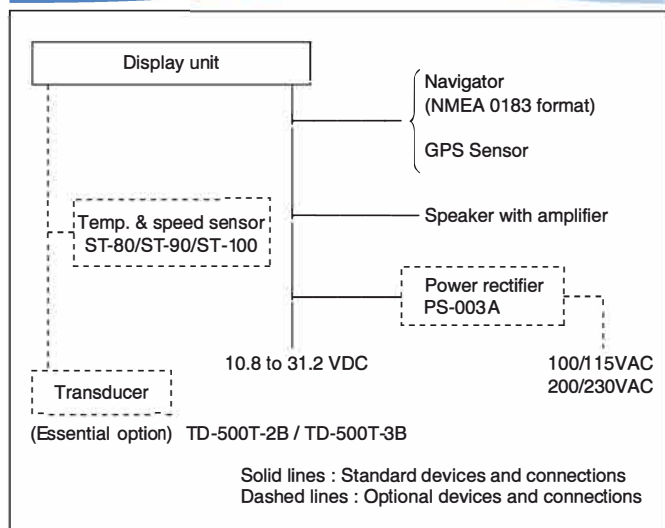 Display unit
Navigator
(NMEA 0183 format)
GPS Sensor
Temp. & speed sensor
ST-80/ST-90/ST-100
Speaker with amplifier
Power rectifier
PS-003A
10.8 to 31.2 VDC
100/115VAC
200/230VAC
Transducer
(Essential option) TD-500T-2B / TD-500T-3B
Solid lines : Standard devices and connections
Dashed lines : Optional devices and connections